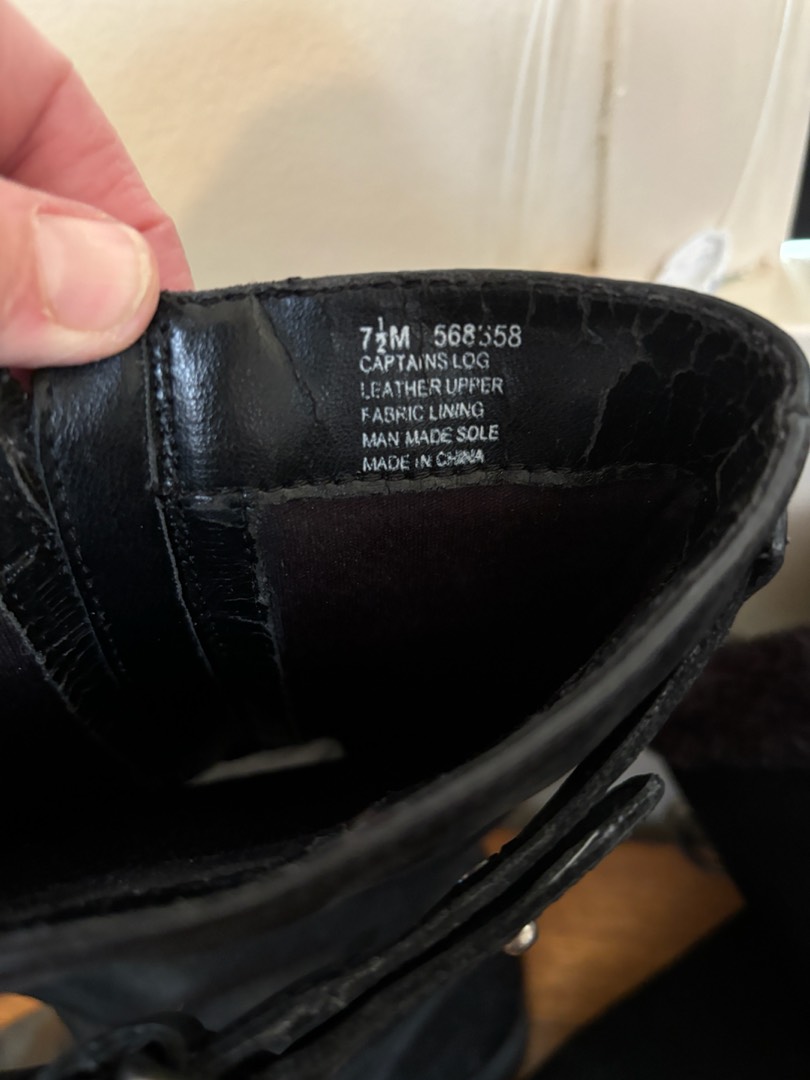 7½M 568358
CAPTAINS LOG
LEATHER UPPER
FABRIC LINING
MAN MADE SOLE
MADE IN CHINA